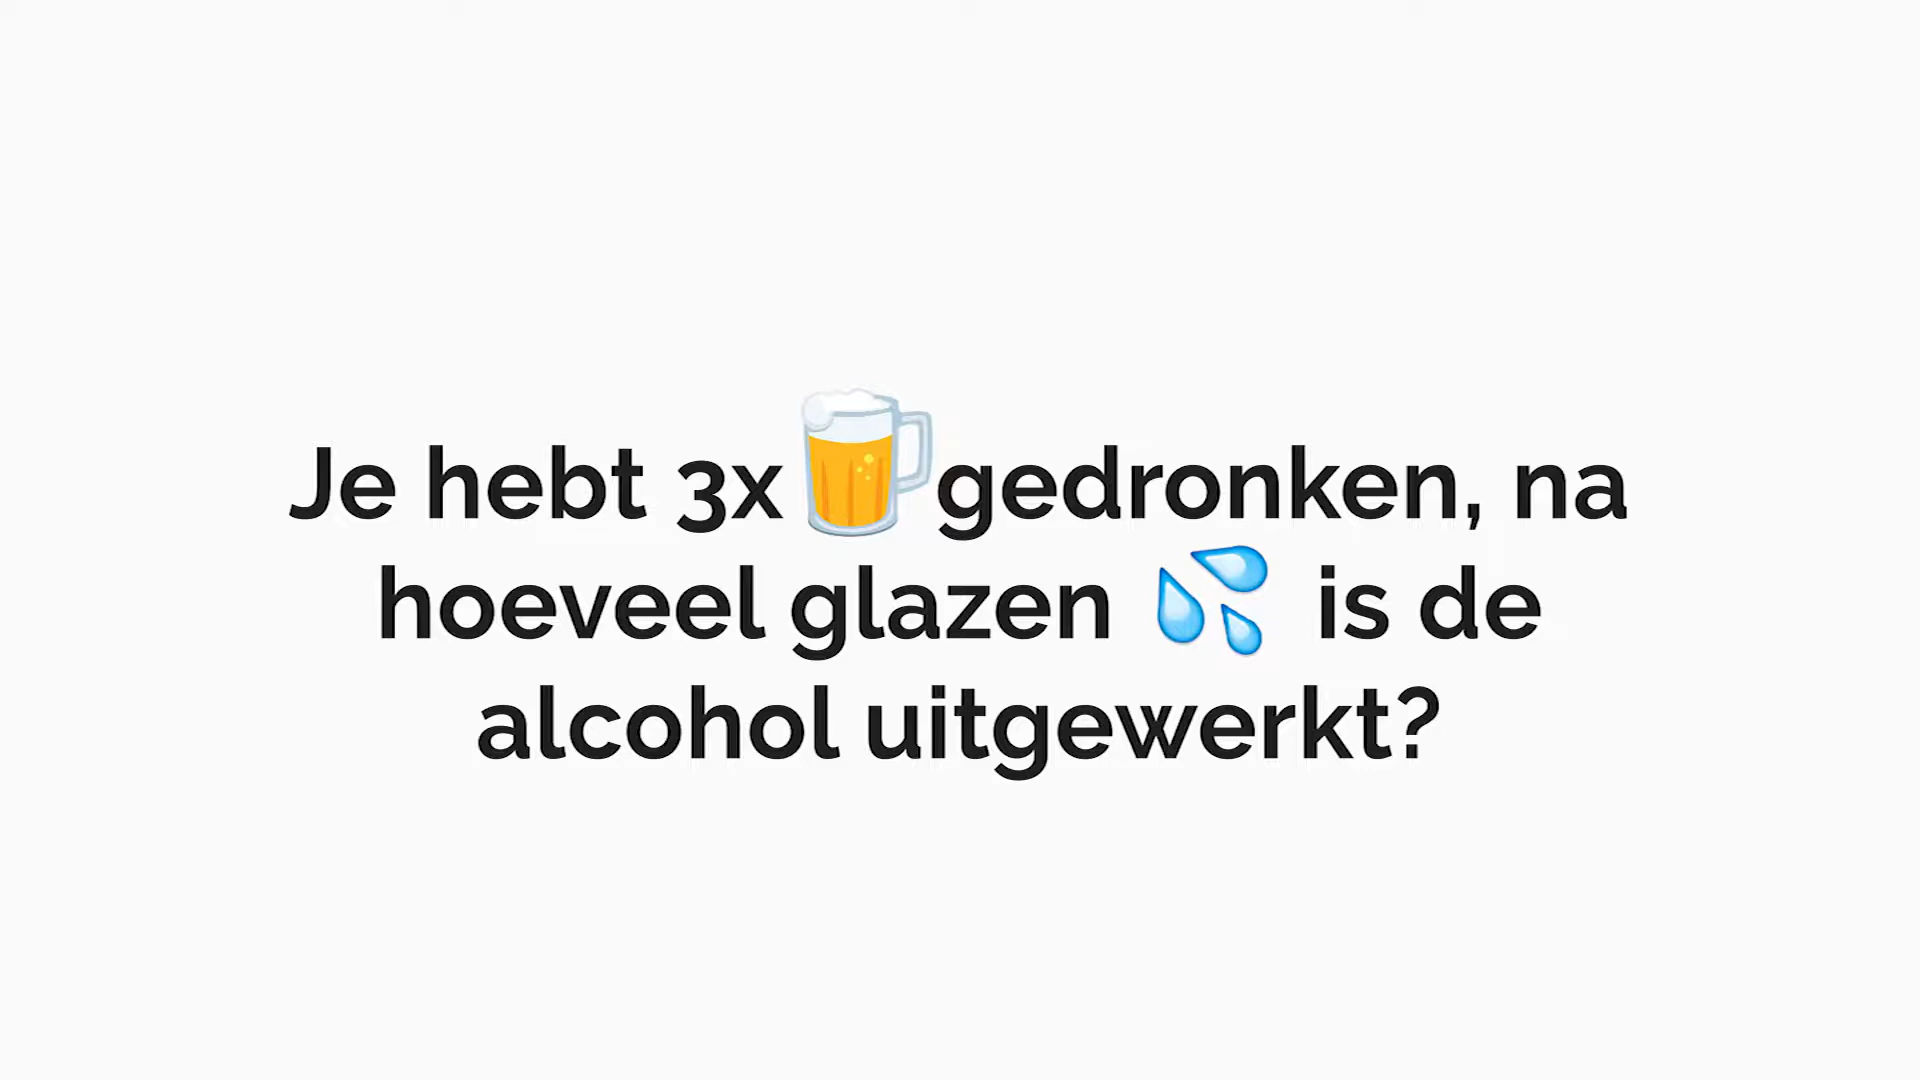 Je hebt 3x🍺gedronken, na
hoeveel glazen 💦 is de
alcohol uitgewerkt?